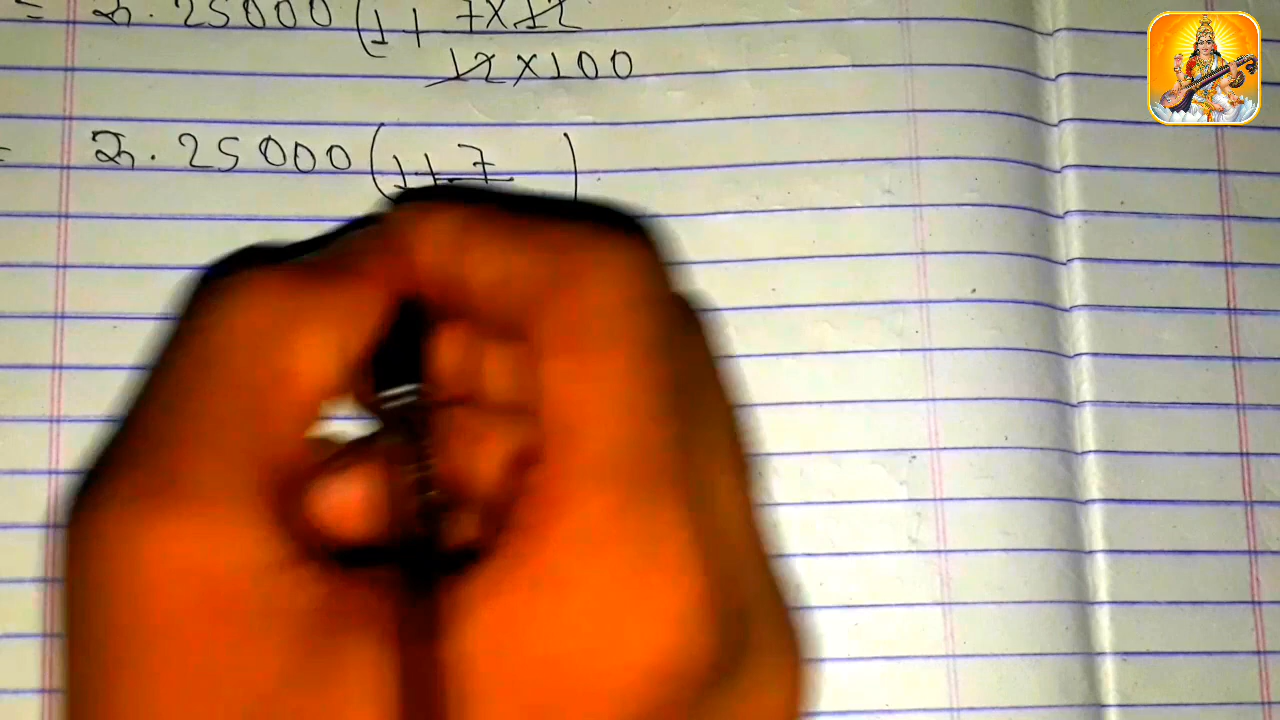 = रू. 25000 (1 + 7×12
12×100
= रू. 25000 (1+ 7 )